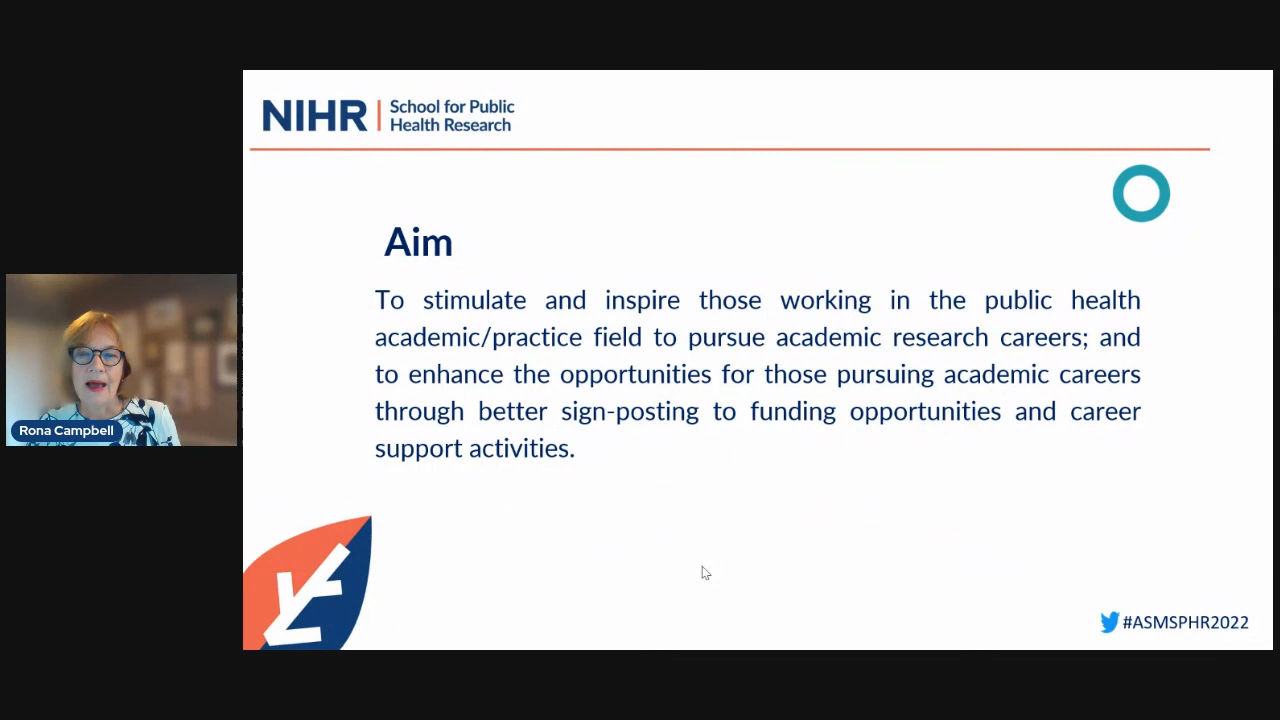 NIHR | School for Public
Health Research
Aim
To stimulate and inspire those working in the public health
academic/practice field to pursue academic research careers; and
to enhance the opportunities for those pursuing academic careers
through better sign-posting to funding opportunities and career
support activities.
Rona Campbell
#ASMSPHR2022